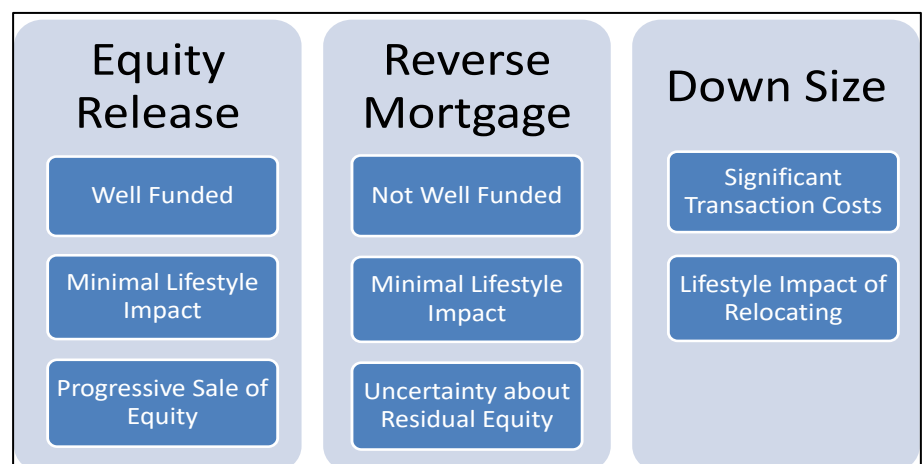 Equity
Release
Well Funded
Minimal Lifestyle
Impact
Progressive Sale of
Equity
Reverse
Mortgage
Not Well Funded
Minimal Lifestyle
Impact
Uncertainty about
Residual Equity
Down Size
Significant
Transaction Costs
Lifestyle Impact of
Relocating